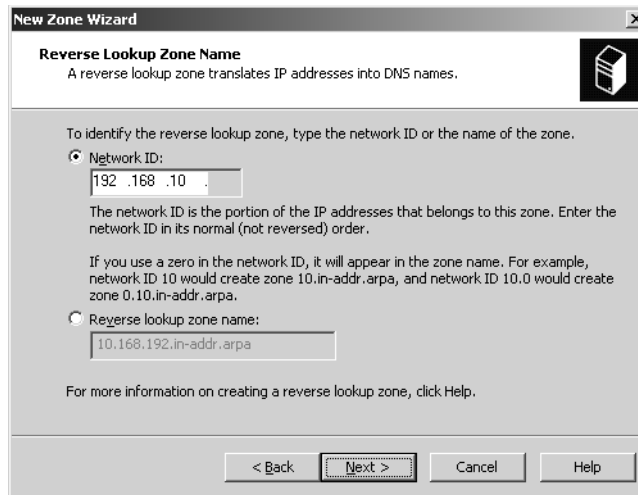 New Zone Wizard
Reverse Lookup Zone Name
A reverse lookup zone translates IP addresses into DNS names.
To identify the reverse lookup zone, type the network ID or the name of the zone.
Network ID:
192 .168 .10 .
The network ID is the portion of the IP addresses that belongs to this zone. Enter the
network ID in its normal (not reversed) order.
If you use a zero in the network ID, it will appear in the zone name. For example,
network ID 10 would create zone 10.in-addr.arpa, and network ID 10.0 would create
zone 0.10.in-addr.arpa.
Reverse lookup zone name:
10.168.192.in-addr.arpa
For more information on creating a reverse lookup zone, click Help.
< Back Next > Cancel Help